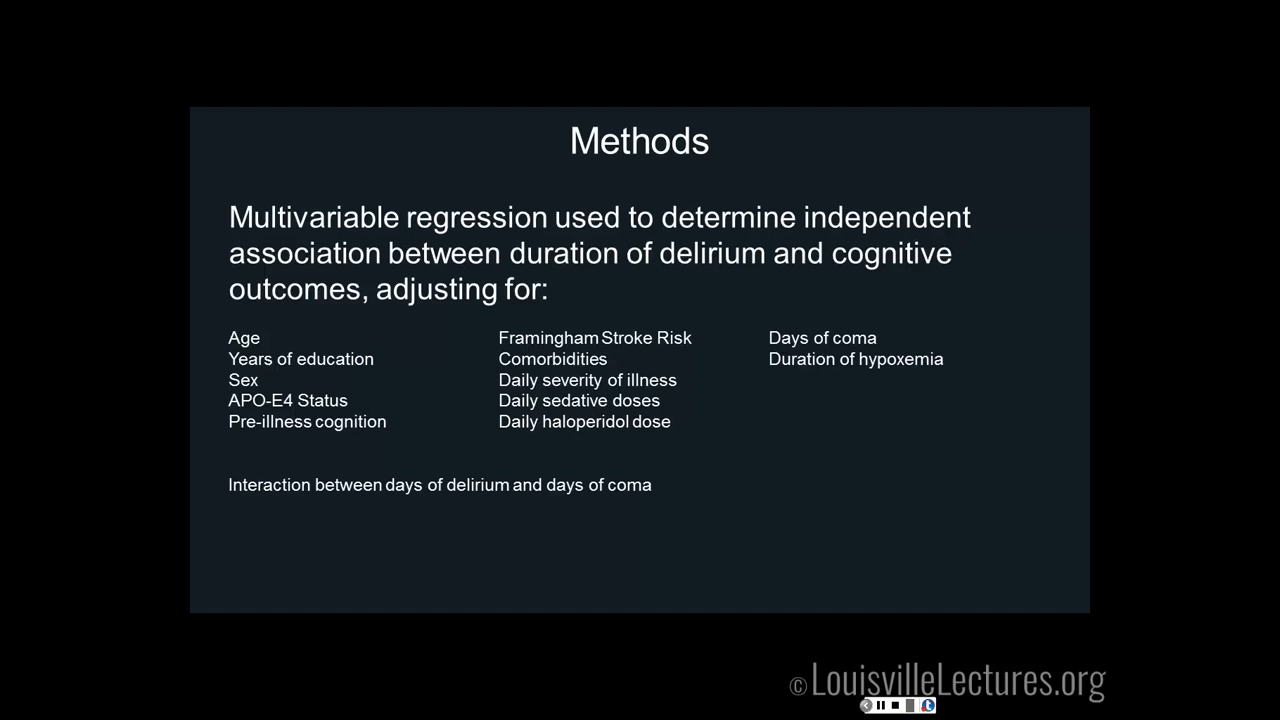 Methods
Multivariable regression used to determine independent
association between duration of delirium and cognitive
outcomes, adjusting for:
Age
Years of education
Sex
APO-E4 Status
Pre-illness cognition
Framingham Stroke Risk
Comorbidities
Daily severity of illness
Daily sedative doses
Daily haloperidol dose
Days of coma
Duration of hypoxemia
Interaction between days of delirium and days of coma
© LouisvilleLectures.org